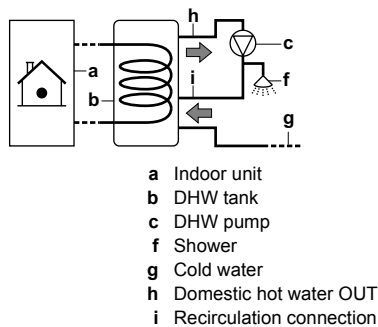 h
c
a
i
f
b
g
a Indoor unit
b DHW tank
c DHW pump
f Shower
g Cold water
h Domestic hot water OUT
i Recirculation connection